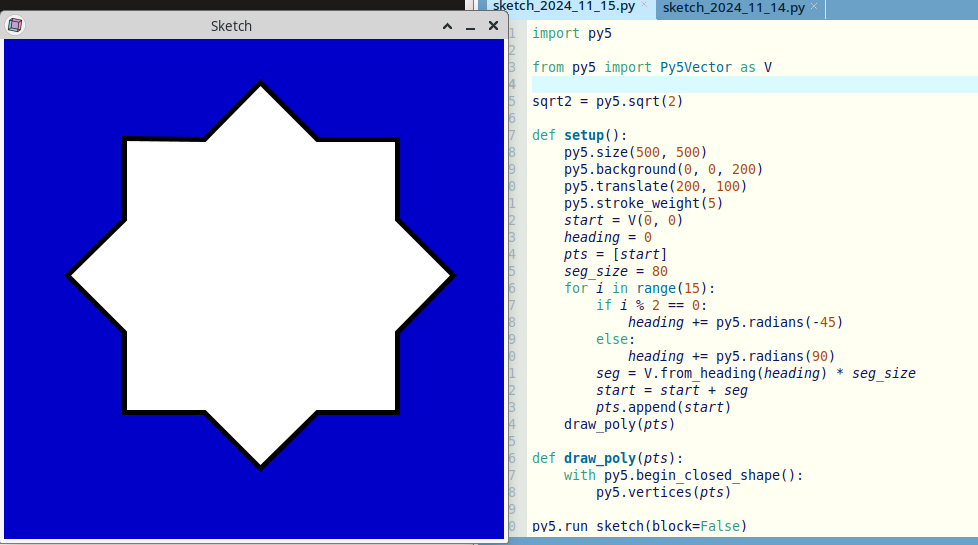 Sketch
sketch_2024_11_15.py
sketch_2024_11_14.py
1 import py5
2
3 from py5 import Py5Vector as V
4
5 sqrt2 = py5.sqrt(2)
6
7 def setup():
8 py5.size(500, 500)
9 py5.background(0, 0, 200)
0 py5.translate(200, 100)
1 py5.stroke_weight(5)
2 start = V(0, 0)
3 heading = 0
4 pts = [start]
5 seg_size = 80
6 for i in range(15):
7 if i % 2 == 0:
8 heading += py5.radians(-45)
9 else:
0 heading += py5.radians(90)
1 seg = V.from_heading(heading) * seg_size
2 start = start + seg
3 pts.append(start)
4 draw_poly(pts)
5
6 def draw_poly(pts):
7 with py5.begin_closed_shape():
8 py5.vertices(pts)
9
0 py5.run_sketch(block=False)